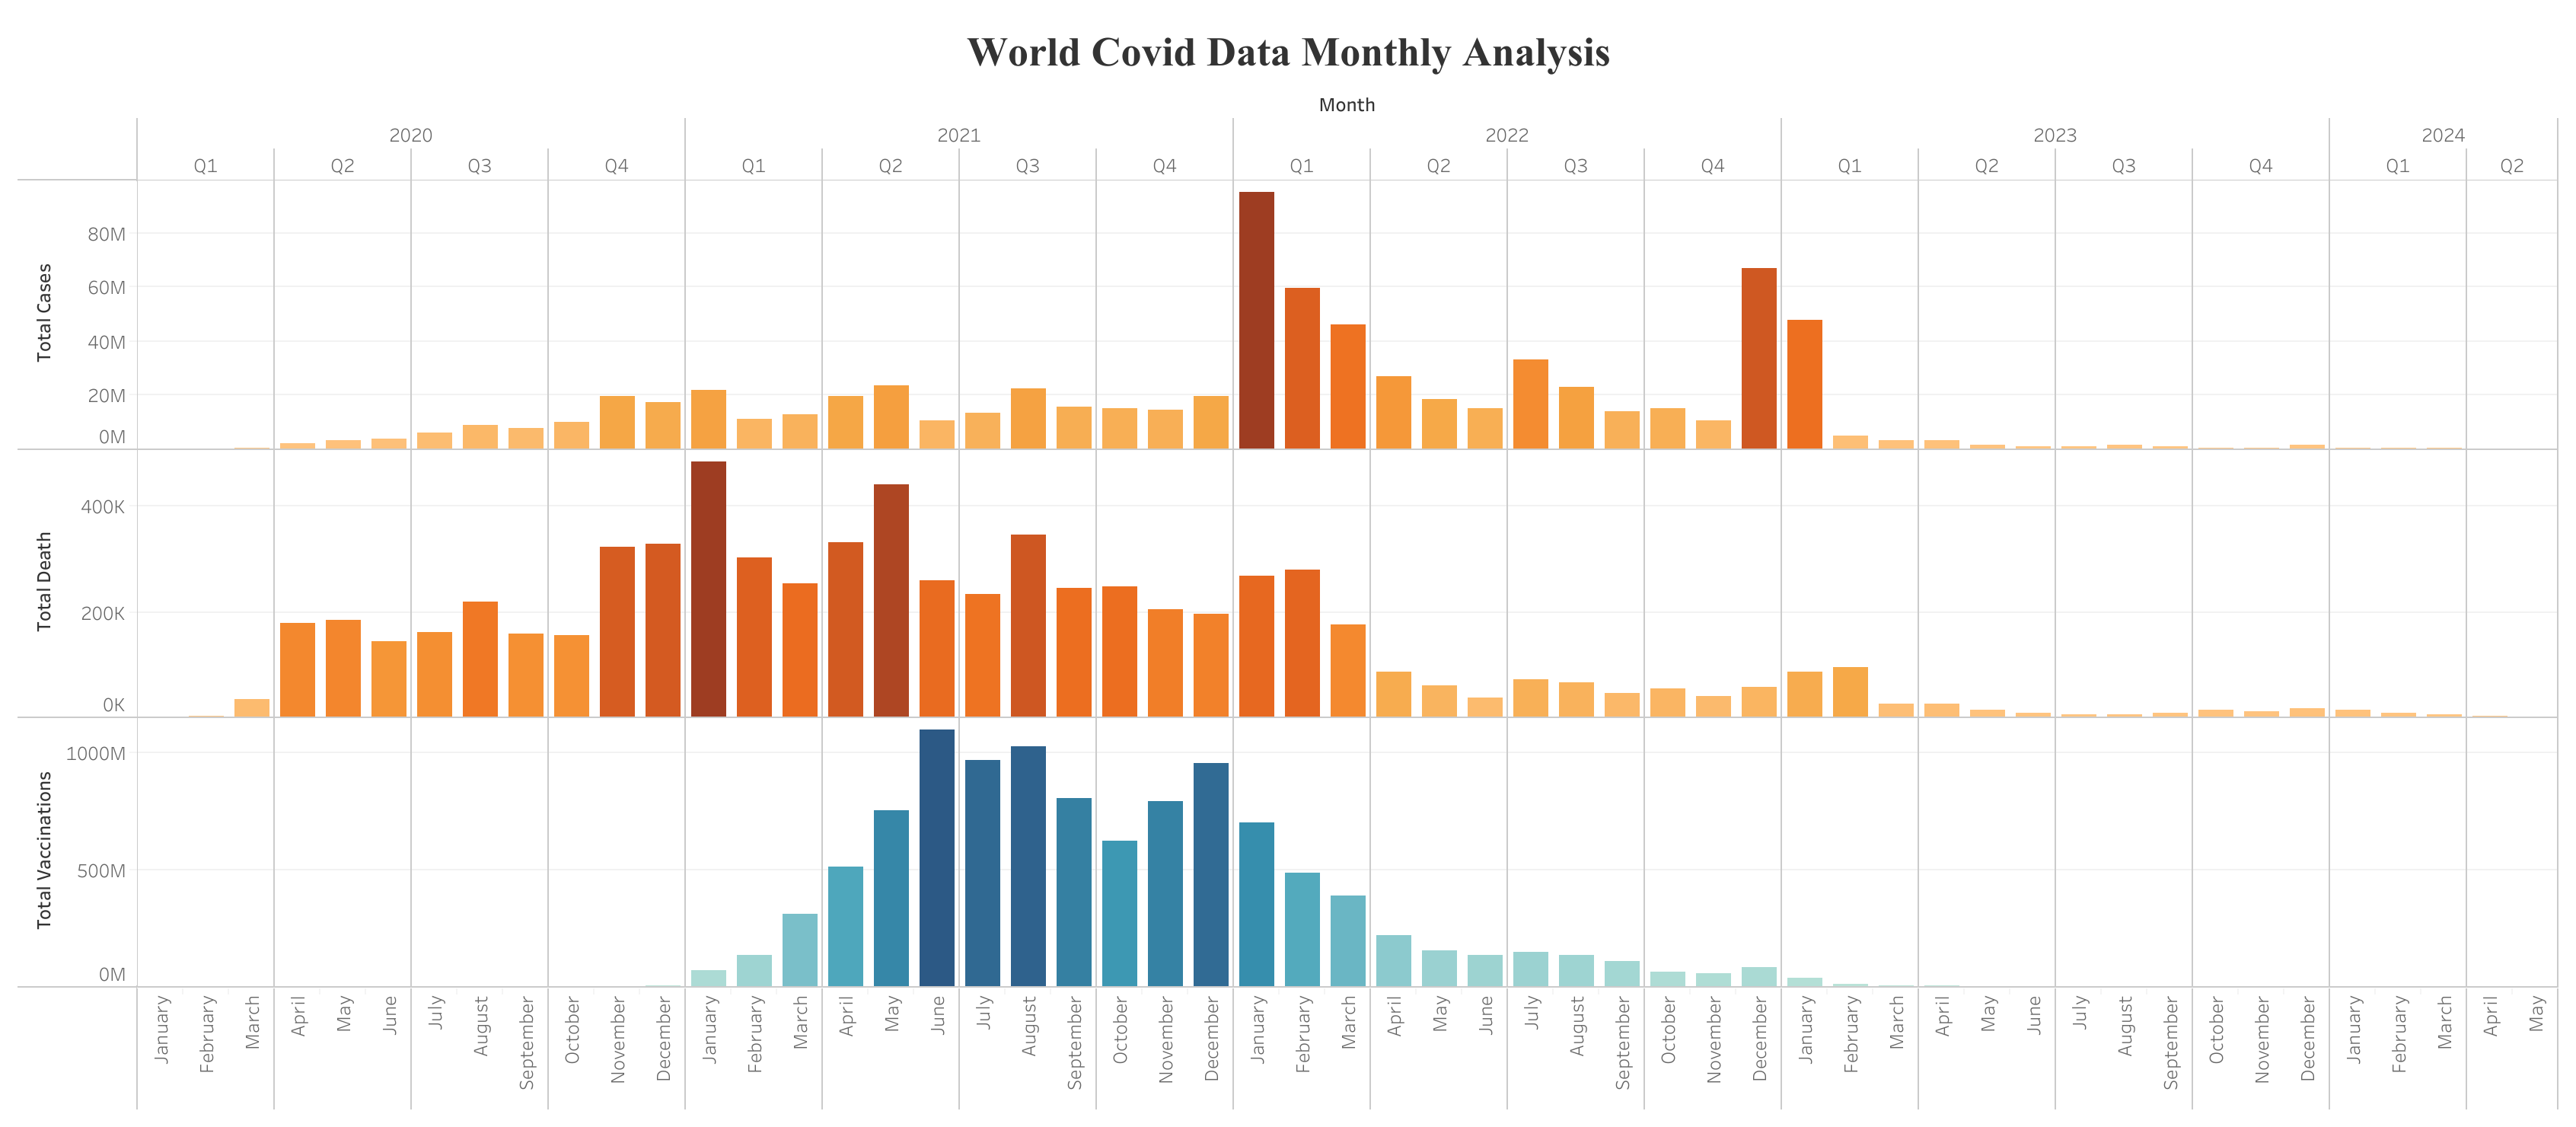 World Covid Data Monthly Analysis
Month
2020 2021 2022 2023 2024
Q1 Q2 Q3 Q4 Q1 Q2 Q3 Q4 Q1 Q2 Q3 Q4 Q1 Q2 Q3 Q4 Q1 Q2
Total Cases
80M
60M
40M
20M
0M
Total Death
400K
200K
0K
Total Vaccinations
1000M
500M
0M
January February March April May June July August September October November December January February March April May June July August September October November December January February March April May June July August September October November December January February March April May June July August September October November December January February March April May